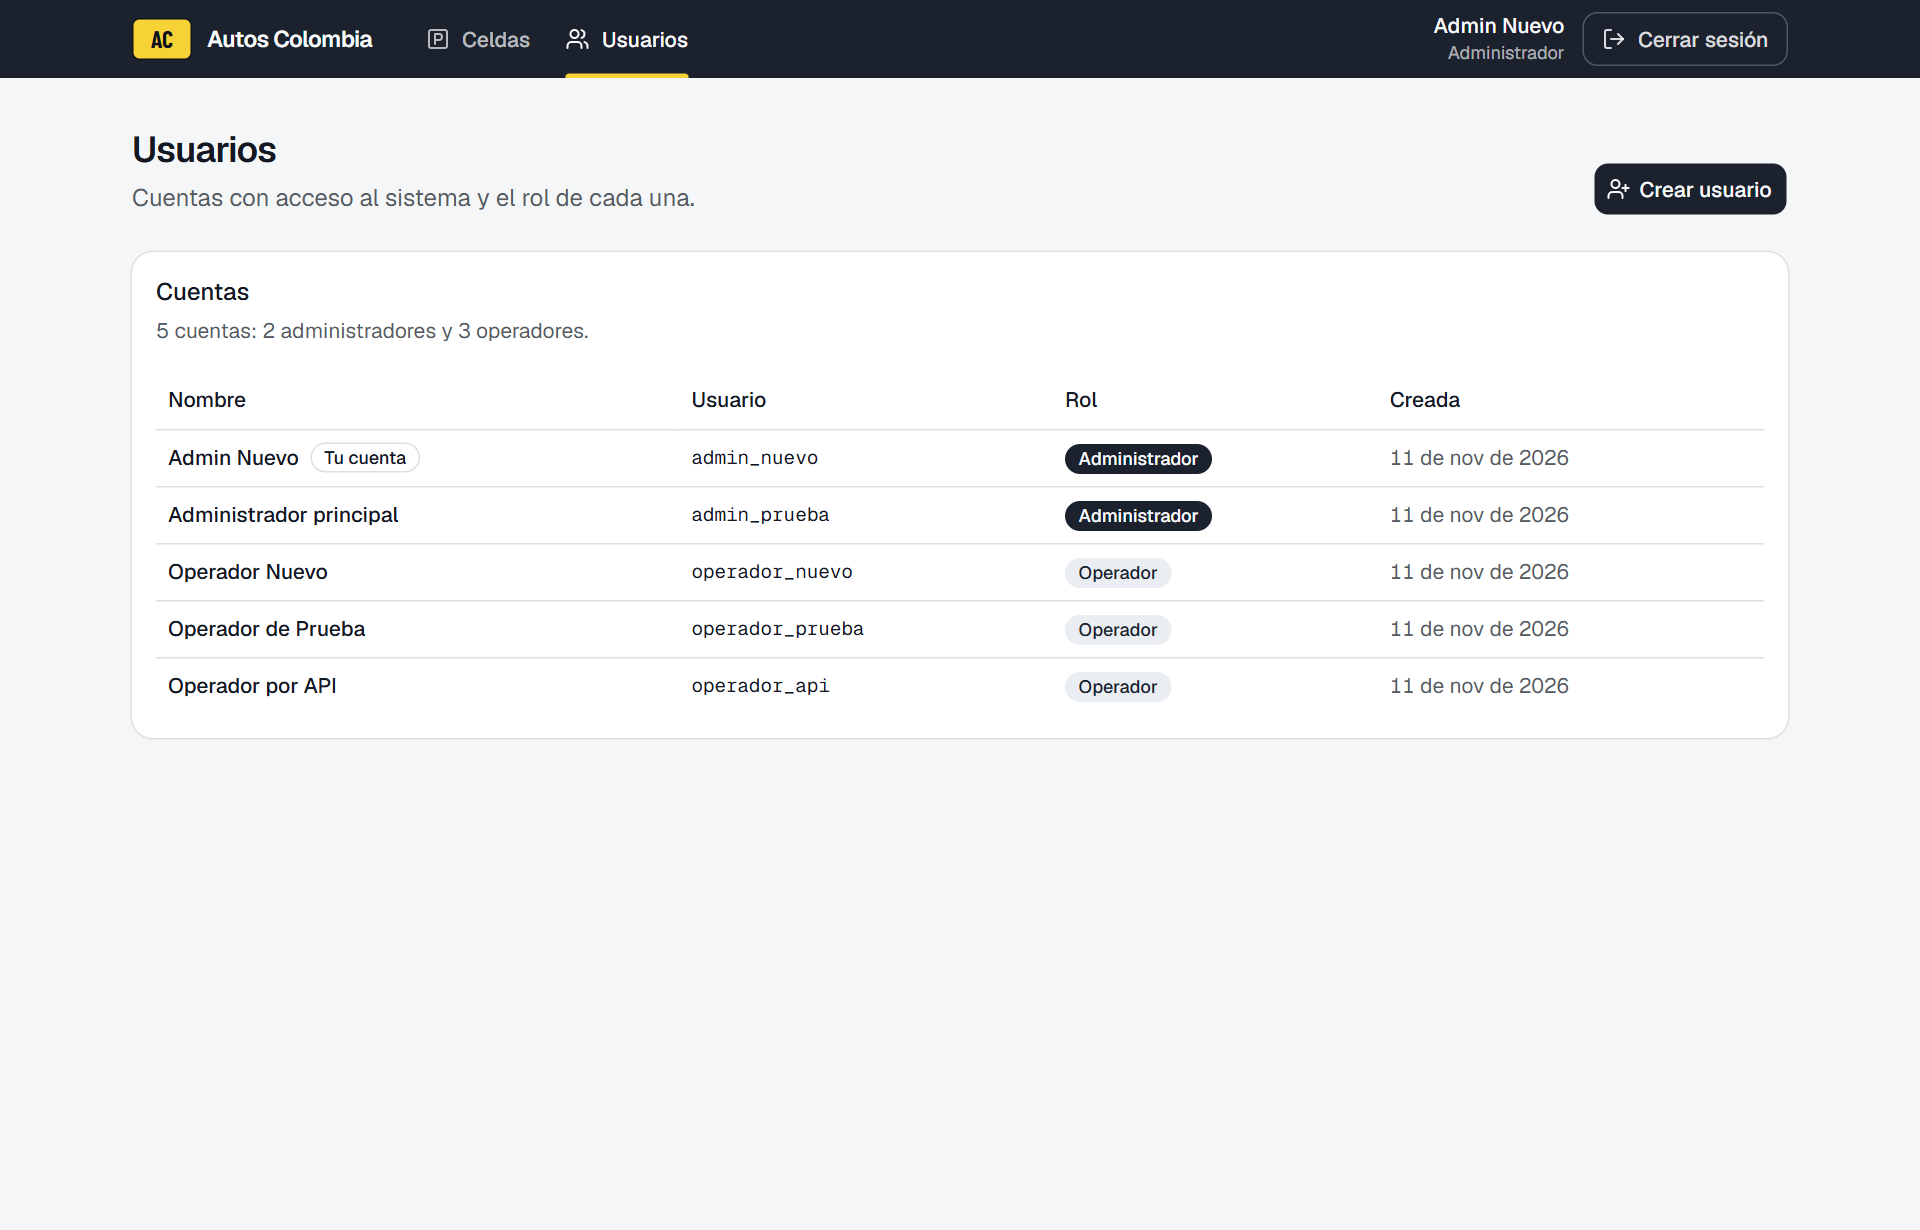 AC Autos Colombia Celdas Usuarios Admin Nuevo Administrador Cerrar sesión
Usuarios
Cuentas con acceso al sistema y el rol de cada una.
Crear usuario
Cuentas
5 cuentas: 2 administradores y 3 operadores.
Nombre Usuario Rol Creada
Admin Nuevo Tu cuenta admin_nuevo Administrador 11 de nov de 2026
Administrador principal admin_prueba Administrador 11 de nov de 2026
Operador Nuevo operador_nuevo Operador 11 de nov de 2026
Operador de Prueba operador_prueba Operador 11 de nov de 2026
Operador por API operador_api Operador 11 de nov de 2026